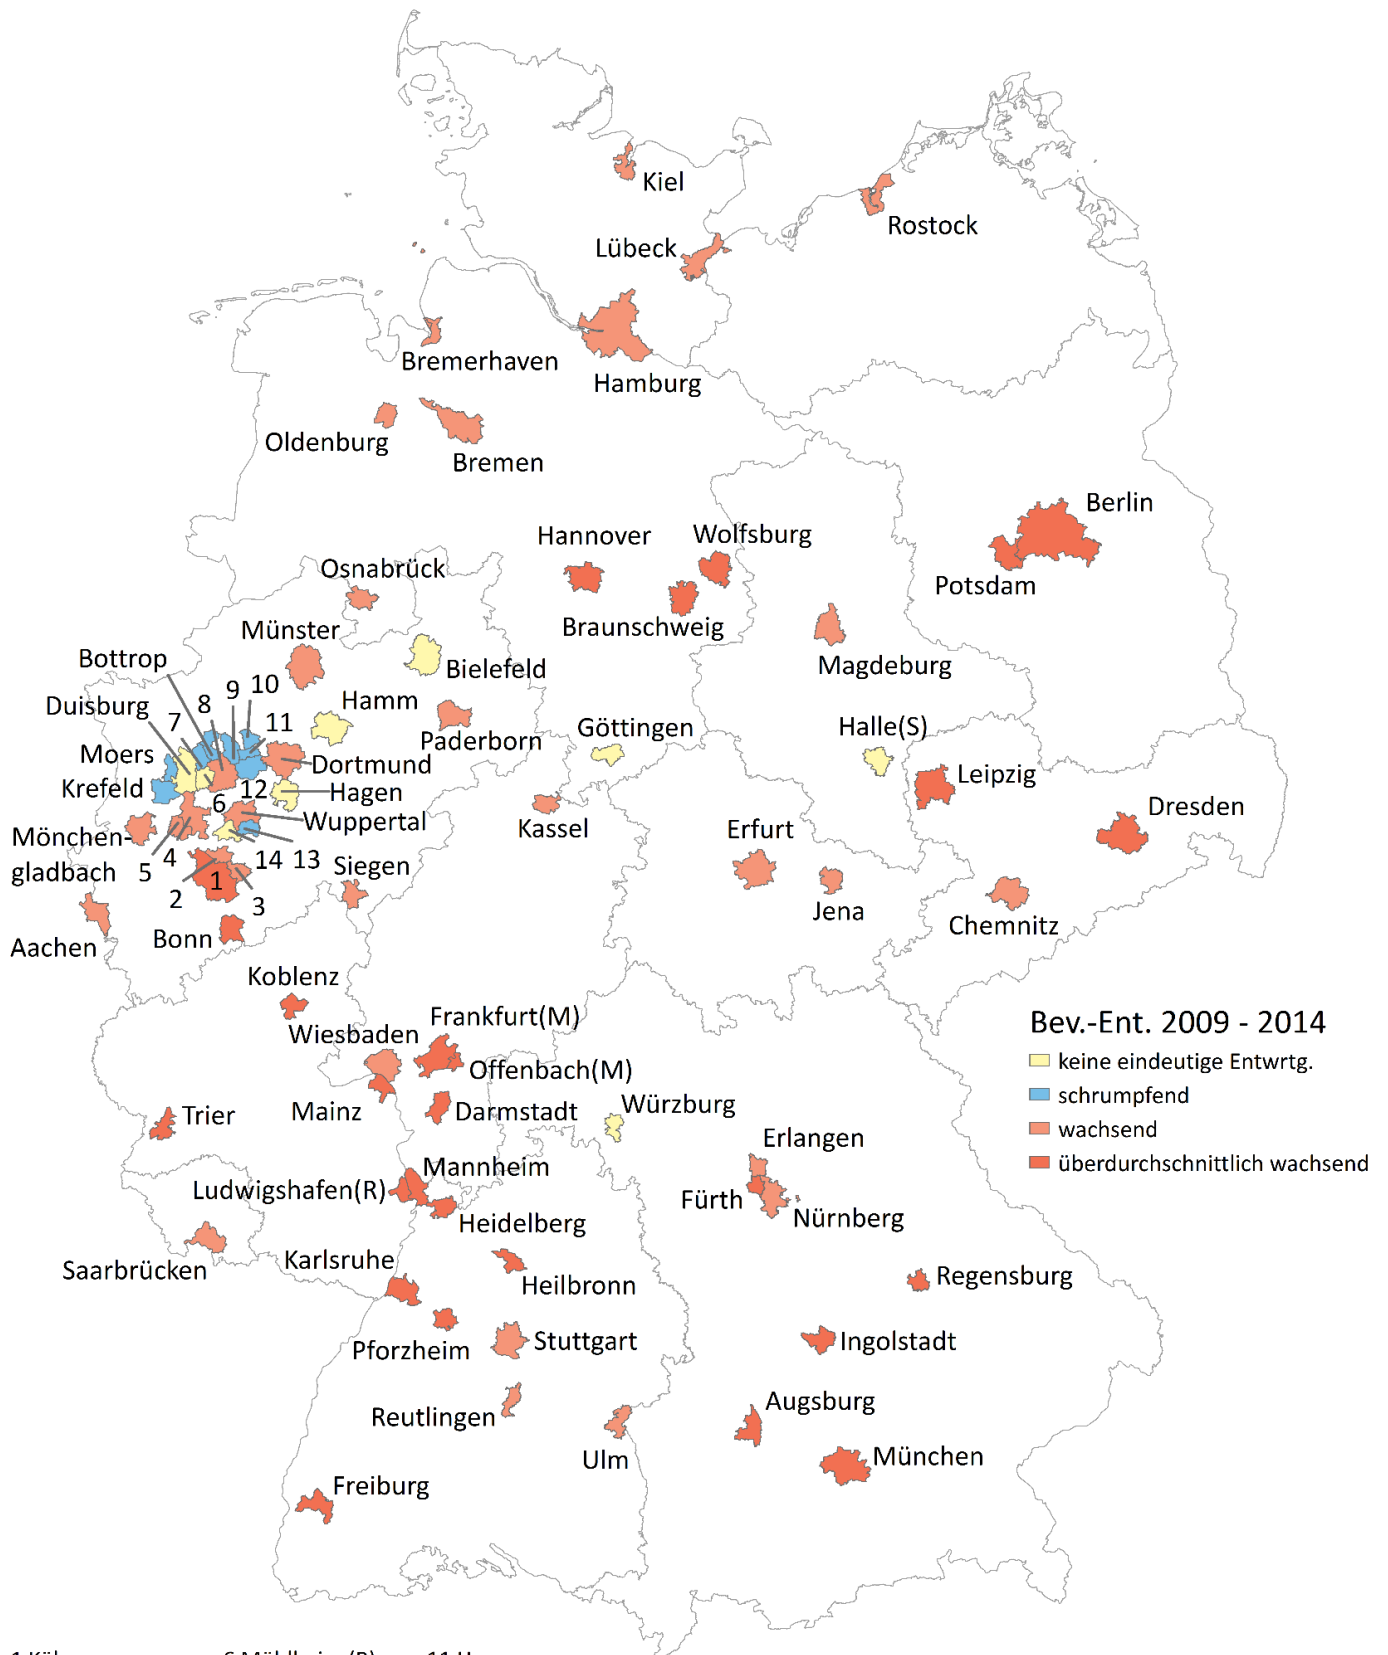 Kiel
Rostock
Lübeck
Bremerhaven
Hamburg
Oldenburg
Bremen
Berlin
Hannover
Wolfsburg
Potsdam
Osnabrück
Braunschweig
Münster
Bottrop
Bielefeld
Magdeburg
Duisburg
7
8
9
10
11
Hamm
Göttingen
Halle(S)
Paderborn
Moers
Dortmund
Leipzig
Krefeld
6
12
Hagen
Wuppertal
Kassel
Erfurt
Dresden
Mönchen-
gladbach
5
4
14
13
Siegen
2
1
3
Jena
Chemnitz
Aachen
Bonn
Koblenz
Frankfurt(M)
Wiesbaden
Offenbach(M)
Mainz
Darmstadt
Trier
Würzburg
Bev.-Ent. 2009 - 2014
keine eindeutige Entwrtg.
schrumpfend
wachsend
überdurchschnittlich wachsend
Erlangen
Mannheim
Ludwigshafen(R)
Fürth
Nürnberg
Heidelberg
Saarbrücken
Karlsruhe
Heilbronn
Regensburg
Pforzheim
Stuttgart
Ingolstadt
Reutlingen
Augsburg
Ulm
München
Freiburg